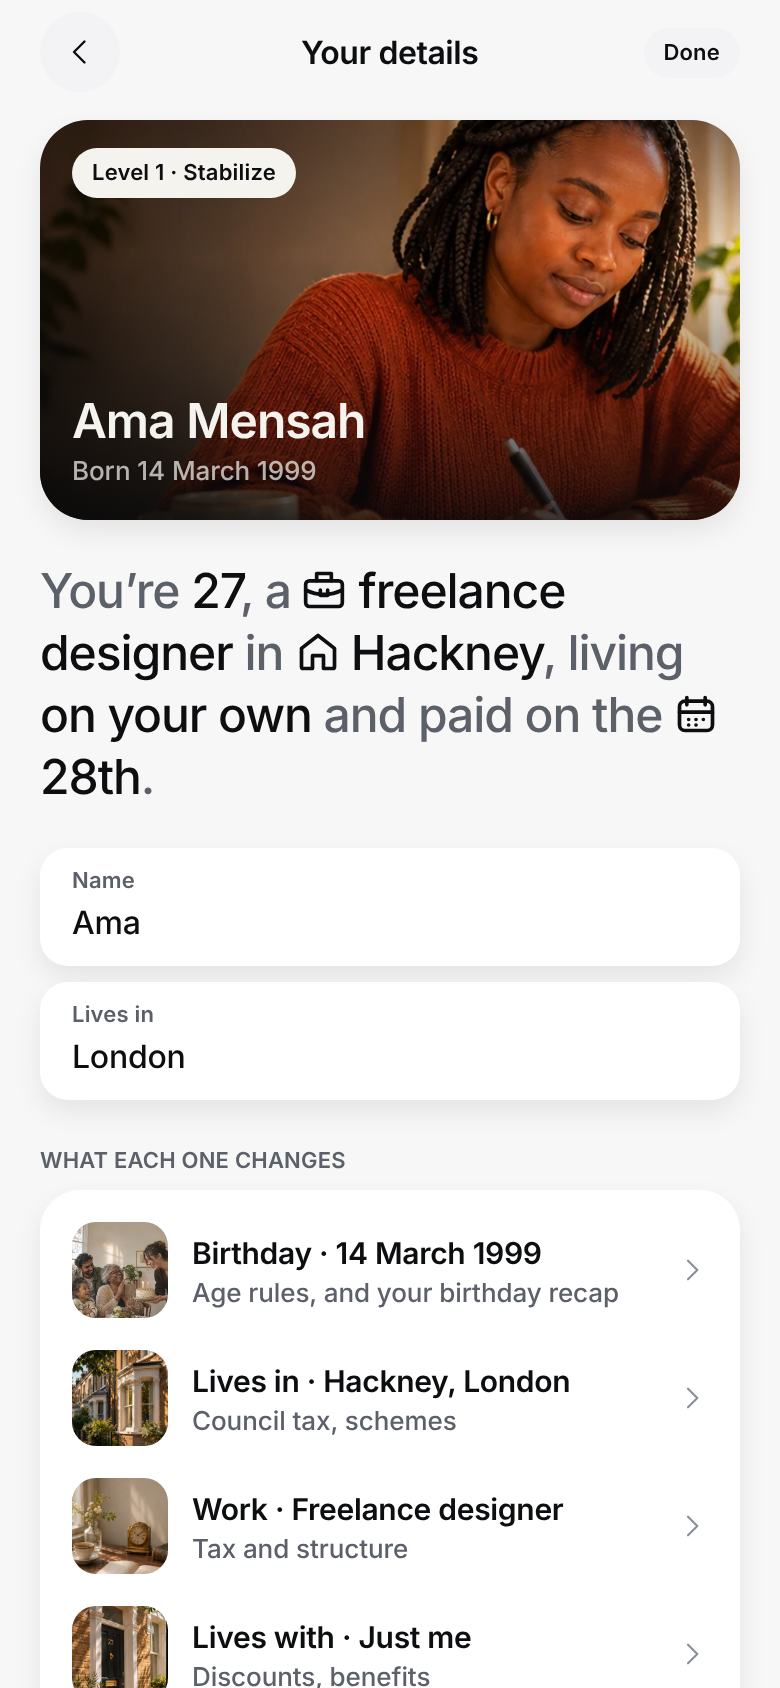 Your details
Done
Level 1 · Stabilize
Ama Mensah
Born 14 March 1999
You’re 27, a freelance
designer in Hackney, living
on your own and paid on the
28th.
Name
Ama
Lives in
London
WHAT EACH ONE CHANGES
Birthday · 14 March 1999
Age rules, and your birthday recap
Lives in · Hackney, London
Council tax, schemes
Work · Freelance designer
Tax and structure
27
Lives with · Just me
Discounts, benefits